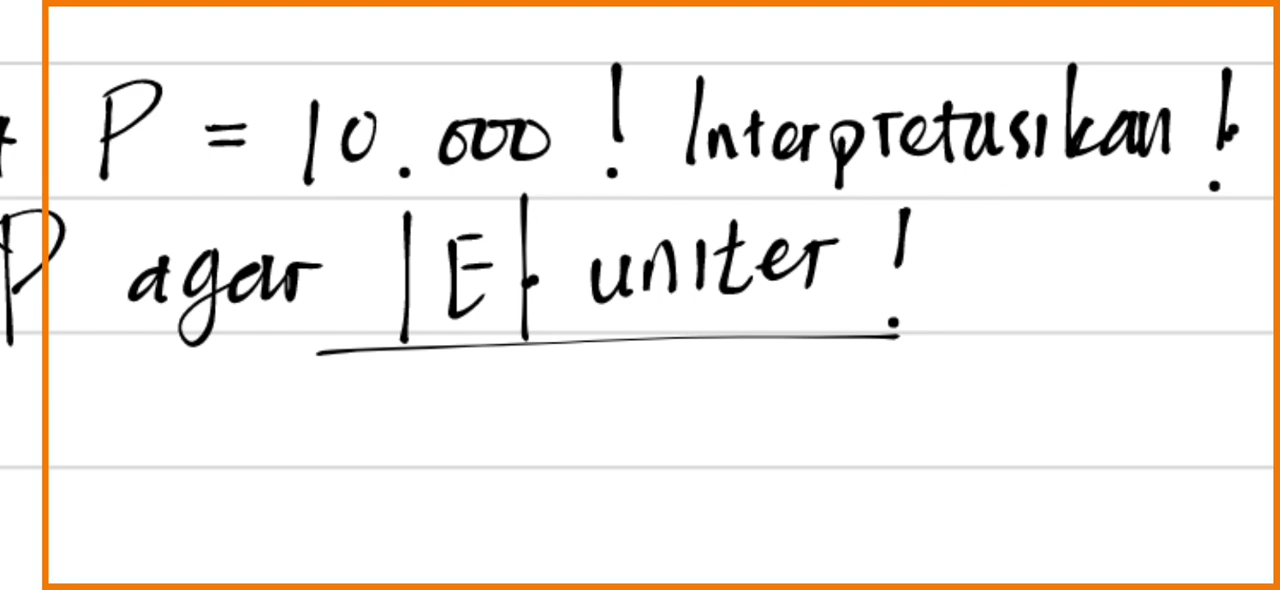 P = 10.000 ! Interpretasikan !
P agar |E| uniter !